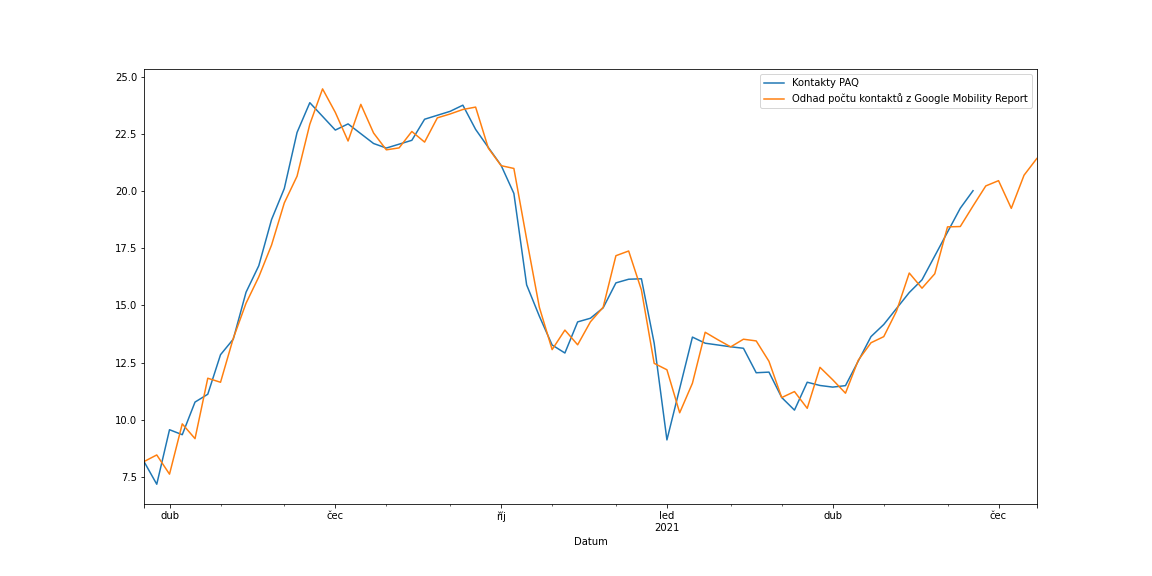 25.0
22.5
20.0
17.5
15.0
12.5
10.0
7.5
Kontakty PAQ
Odhad počtu kontaktů z Google Mobility Report
dub čec říj led dub čec
2021
Datum